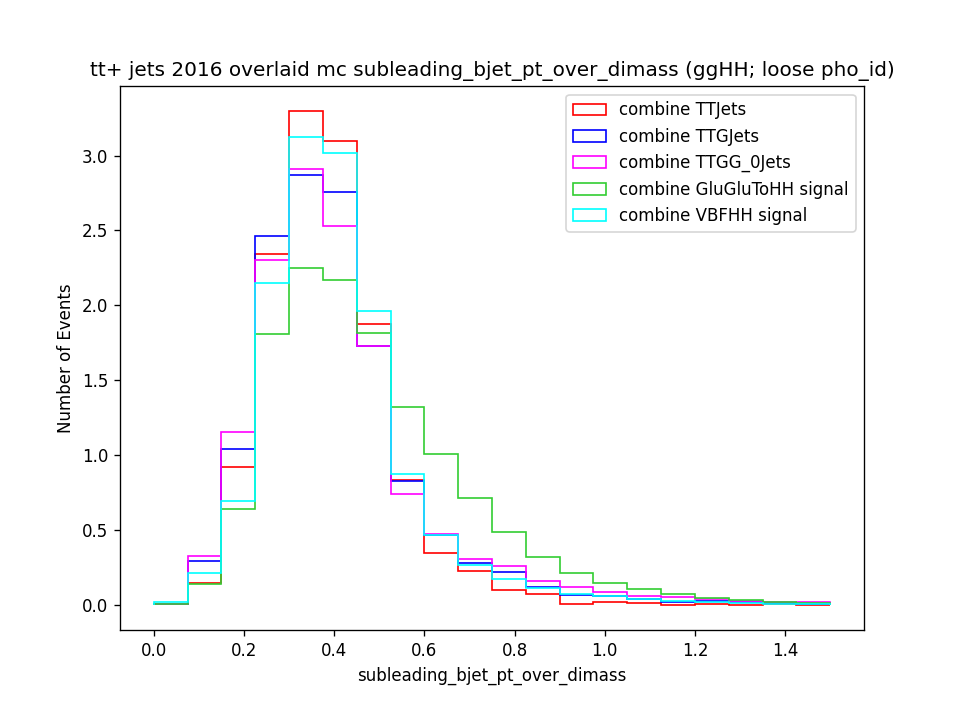 tt+ jets 2016 overlaid mc subleading_bjet_pt_over_dimass (ggHH; loose pho_id)
combine TTJets
combine TTGJets
combine TTGG_0Jets
combine GluGluToHH signal
combine VBFHH signal
Number of Events
3.0
2.5
2.0
1.5
1.0
0.5
0.0
0.0 0.2 0.4 0.6 0.8 1.0 1.2 1.4
subleading_bjet_pt_over_dimass